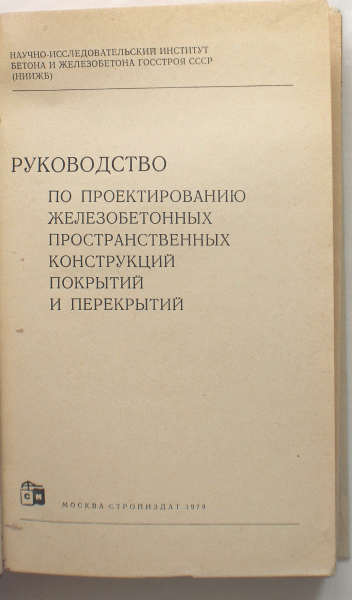 НАУЧНО-ИССЛЕДОВАТЕЛЬСКИЙ ИНСТИТУТ
БЕТОНА И ЖЕЛЕЗОБЕТОНА ГОССТРОЯ СССР
(НИИЖБ)
РУКОВОДСТВО
ПО ПРОЕКТИРОВАНИЮ
ЖЕЛЕЗОБЕТОННЫХ
ПРОСТРАНСТВЕННЫХ
КОНСТРУКЦИЙ
ПОКРЫТИЙ
И ПЕРЕКРЫТИЙ
С И
МОСКВА СТРОЙИЗДАТ 1979